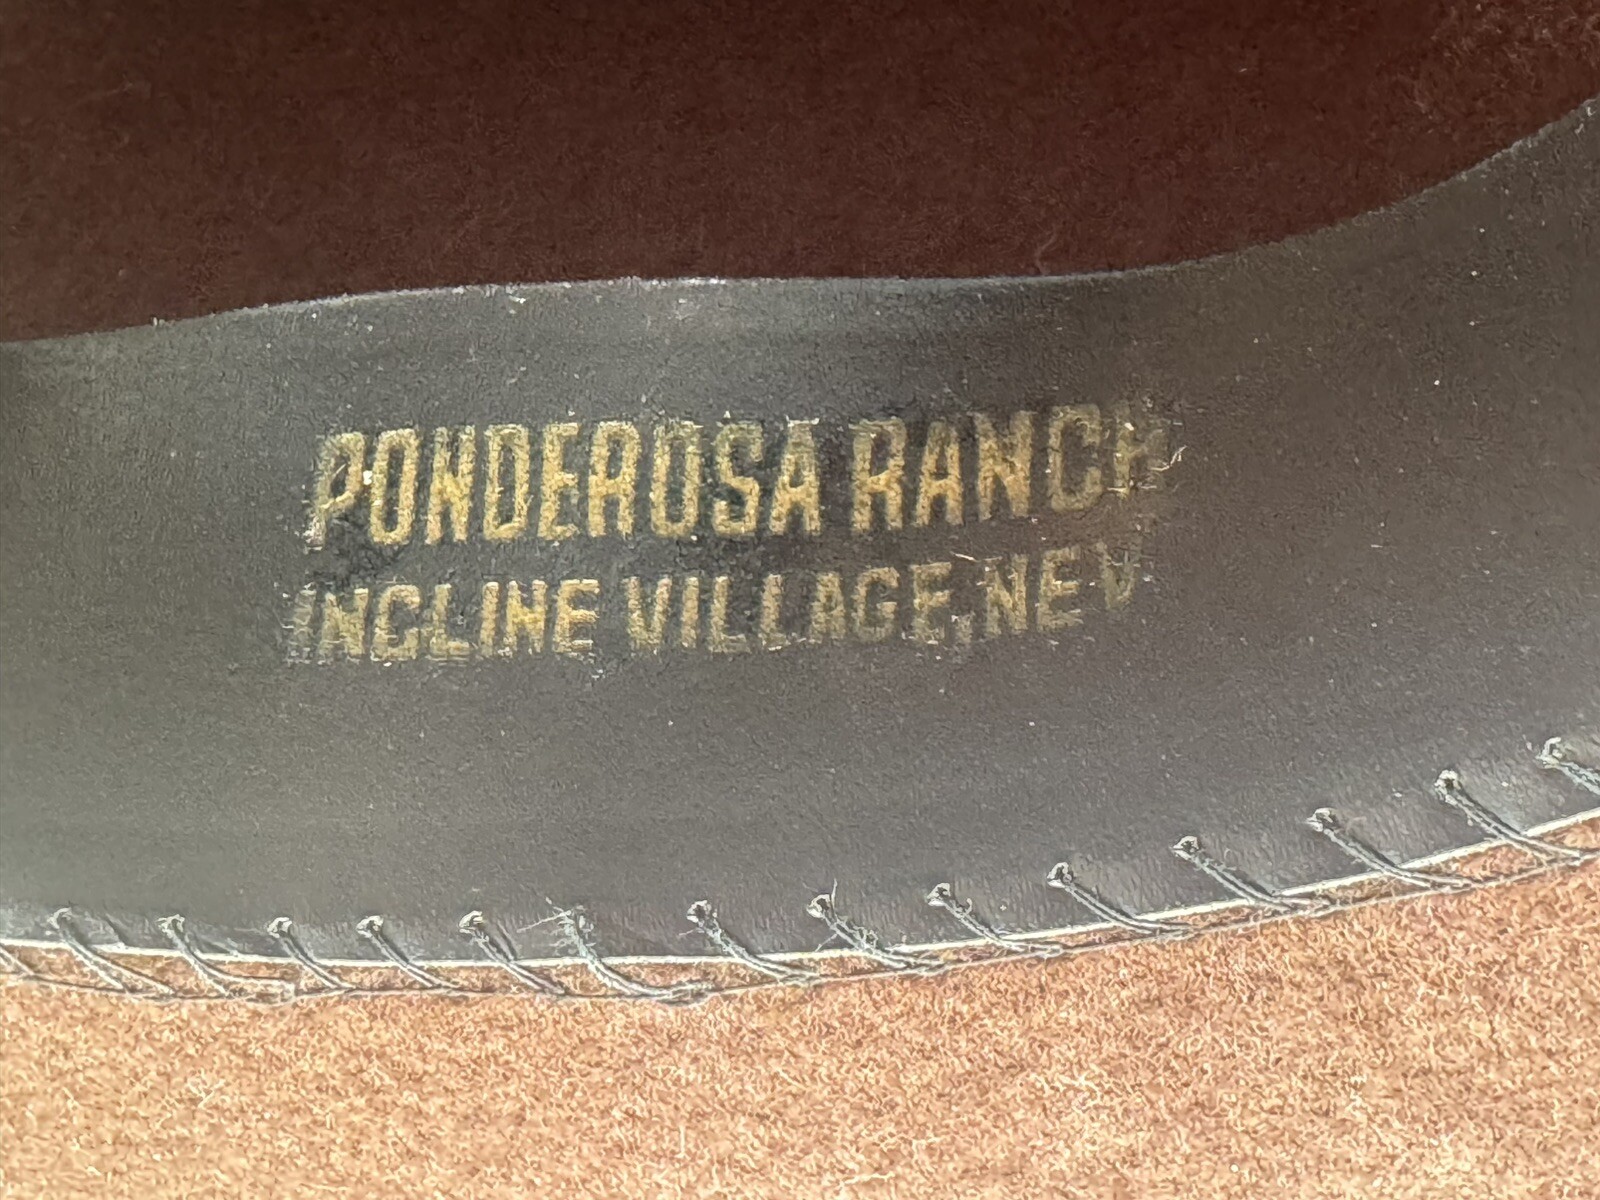 PONDEROSA RANCH
INCLINE VILLAGE, NEV